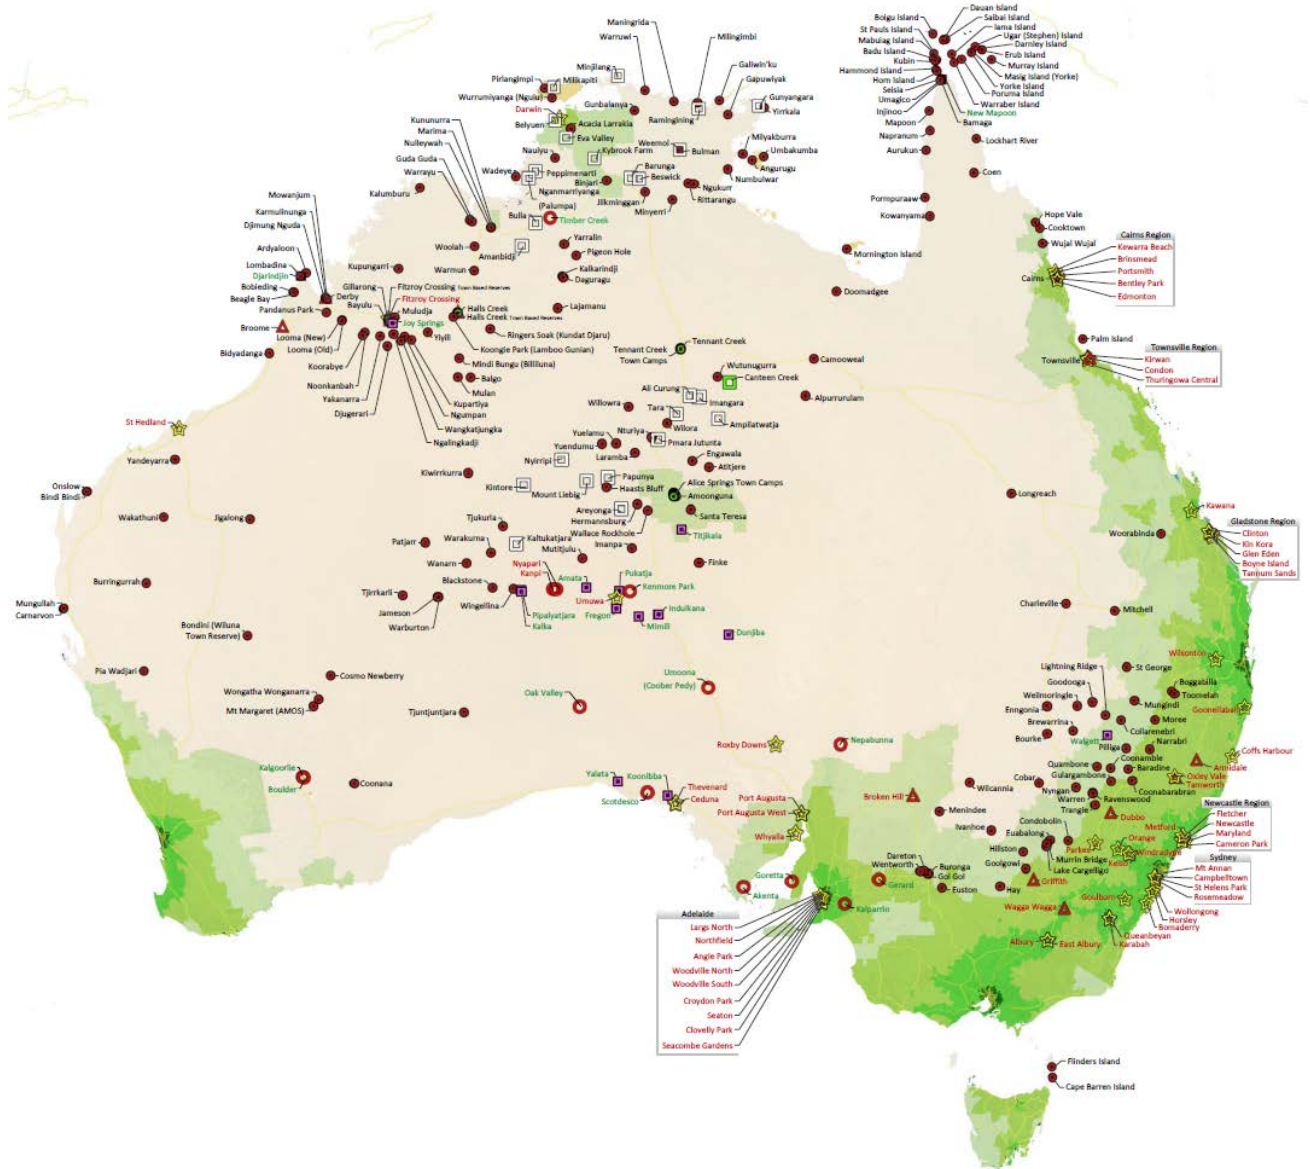 Maningrida
Warruwi
Milingimbi
Minjilang
Galiwin'ku
Pirlangimpi
Milikapiti
Gapuwiyak
Wurrumiyanga (Nguiu)
Gunbalanya
Gunyangara
Darwin
Ramingining
Yirrkala
Belyuen
Acacia Larrakia
Eva Valley
Weemol
Milyakburra
Kybrook Farm
Bulman
Umbakumba
Nauiyu
Barunga
Angurugu
Wadeye
Peppimenarti
Beswick
Numbulwar
Binjari
Nganmarriyanga
(Palumpa)
Jilkminggan
Ngukurr
Rittarangu
Minyerri
Bulla
Timber Creek
Yarralin
Amanbidji
Pigeon Hole
Kalkarindji
Daguragu
Lajamanu
Boigu Island
Dauan Island
St Pauls Island
Saibai Island
Mabuiag Island
Iama Island
Badu Island
Ugar (Stephen) Island
Kubin
Darnley Island
Hammond Island
Erub Island
Horn Island
Murray Island
Seisia
Masig Island (Yorke)
Umagico
Yorke Island
Injinoo
Poruma Island
Mapoon
Warraber Island
Napranum
New Mapoon
Aurukun
Bamaga
Lockhart River
Coen
Pormpuraaw
Kowanyama
Hope Vale
Cooktown
Wujal Wujal
Cairns
Cairns Region
Kewarra Beach
Brinsmead
Portsmith
Bentley Park
Edmonton
Mornington Island
Doomadgee
Palm Island
Townsville
Townsville Region
Kirwan
Condon
Thuringowa Central
Kununurra
Marima
Nulleywah
Guda Guda
Warrayu
Mowanjum
Kalumburu
Karmulinunga
Djimung Nguda
Ardyaloon
Woolah
Lombadina
Kupungarri
Warmun
Djarindjin
Gillarong
Fitzroy Crossing Town Based Reserves
Bobieding
Derby
Fitzroy Crossing
Beagle Bay
Bayulu
Muludja
Halls Creek
Pandanus Park
Joy Springs
Halls Creek Town Based Reserves
Broome
Yiyili
Ringers Soak (Kundat Djaru)
Looma (New)
Koongie Park (Lamboo Gunian)
Bidyadanga
Looma (Old)
Mindi Bungu (Billiluna)
Koorabye
Balgo
Noonkanbah
Mulan
Yakanarra
Kupartiya
Djugerari
Ngumpan
Wangkatjungka
Ngalingkadji
Tennant Creek
Tennant Creek
Town Camps
Camooweal
Wutunugurra
Canteen Creek
Alpurrurulam
Ali Curung
Imangara
Willowra
Tara
Ampilatwatja
Wilora
Yuelamu
Nturiya
Pmara Jutunta
Yuendumu
Laramba
Engawala
Nyirripi
Atitjere
St Hedland
Yandeyarra
Kiwirrkurra
Papunya
Kintore
Mount Liebig
Haasts Bluff
Alice Springs Town Camps
Amoonguna
Onslow
Bindi Bindi
Areyonga
Hermannsburg
Santa Teresa
Wakathuni
Jigalong
Tjukurla
Wallace Rockhole
Titjikala
Patjarr
Warakurna
Kaltukatjara
Mutitjulu
Imanpa
Wanarn
Nyapari
Pukatja
Finke
Kanpi
Amata
Kenmore Park
Burringurrah
Blackstone
Tjirrkarli
Umuwa
Jameson
Wingellina
Pipalyatjara
Fregon
Indulkana
Mungullah
Carnarvon
Warburton
Kalka
Mimili
Dunjiba
Bondini (Wiluna
Town Reserve)
Pia Wadjari
Cosmo Newberry
Umoona
(Coober Pedy)
Wongatha Wonganarra
Oak Valley
Mt Margaret (AMOS)
Tjuntjuntjara
Roxby Downs
Nepabunna
Kalgoorlie
Boulder
Coonana
Yalata
Koonibba
Thevenard
Scotdesco
Ceduna
Port Augusta
Port Augusta West
Whyalla
Goretta
Akenta
Gerard
Kalparrin
Adelaide
Largs North
Northfield
Angle Park
Woodville North
Woodville South
Croydon Park
Seaton
Clovelly Park
Seacombe Gardens
Longreach
Kawana
Gladstone Region
Woorabinda
Clinton
Kin Kora
Glen Eden
Boyne Island
Tannum Sands
Charleville
Mitchell
Wilsonton
Lightning Ridge
St George
Goodooga
Boggabilla
Toomelah
Weilmoringle
Mungindi
Enngonia
Goonellabah
Brewarrina
Moree
Collarenebri
Bourke
Walgett
Narrabri
Pilliga
Coffs Harbour
Quambone
Coonamble
Armidale
Gulargambone
Baradine
Oxley Vale
Cobar
Tamworth
Wilcannia
Nyngan
Coonabarabran
Broken Hill
Warren
Ravenswood
Trangie
Menindee
Dubbo
Newcastle Region
Fletcher
Newcastle
Maryland
Cameron Park
Condobolin
Metford
Ivanhoe
Euabalong
Orange
Hillston
Parkes
Windradyne
Dareton
Goolgowi
Murrin Bridge
Kelso
Sydney
Wentworth
Buronga
Lake Cargelligo
Mt Annan
Gol Gol
Campbelltown
Euston
Hay
Griffith
St Helens Park
Goulburn
Rosemeadow
Wagga Wagga
Wollongong
Horsley
Bomaderry
Albury
East Albury
Queanbeyan
Karabah
Flinders Island
Cape Barren Island